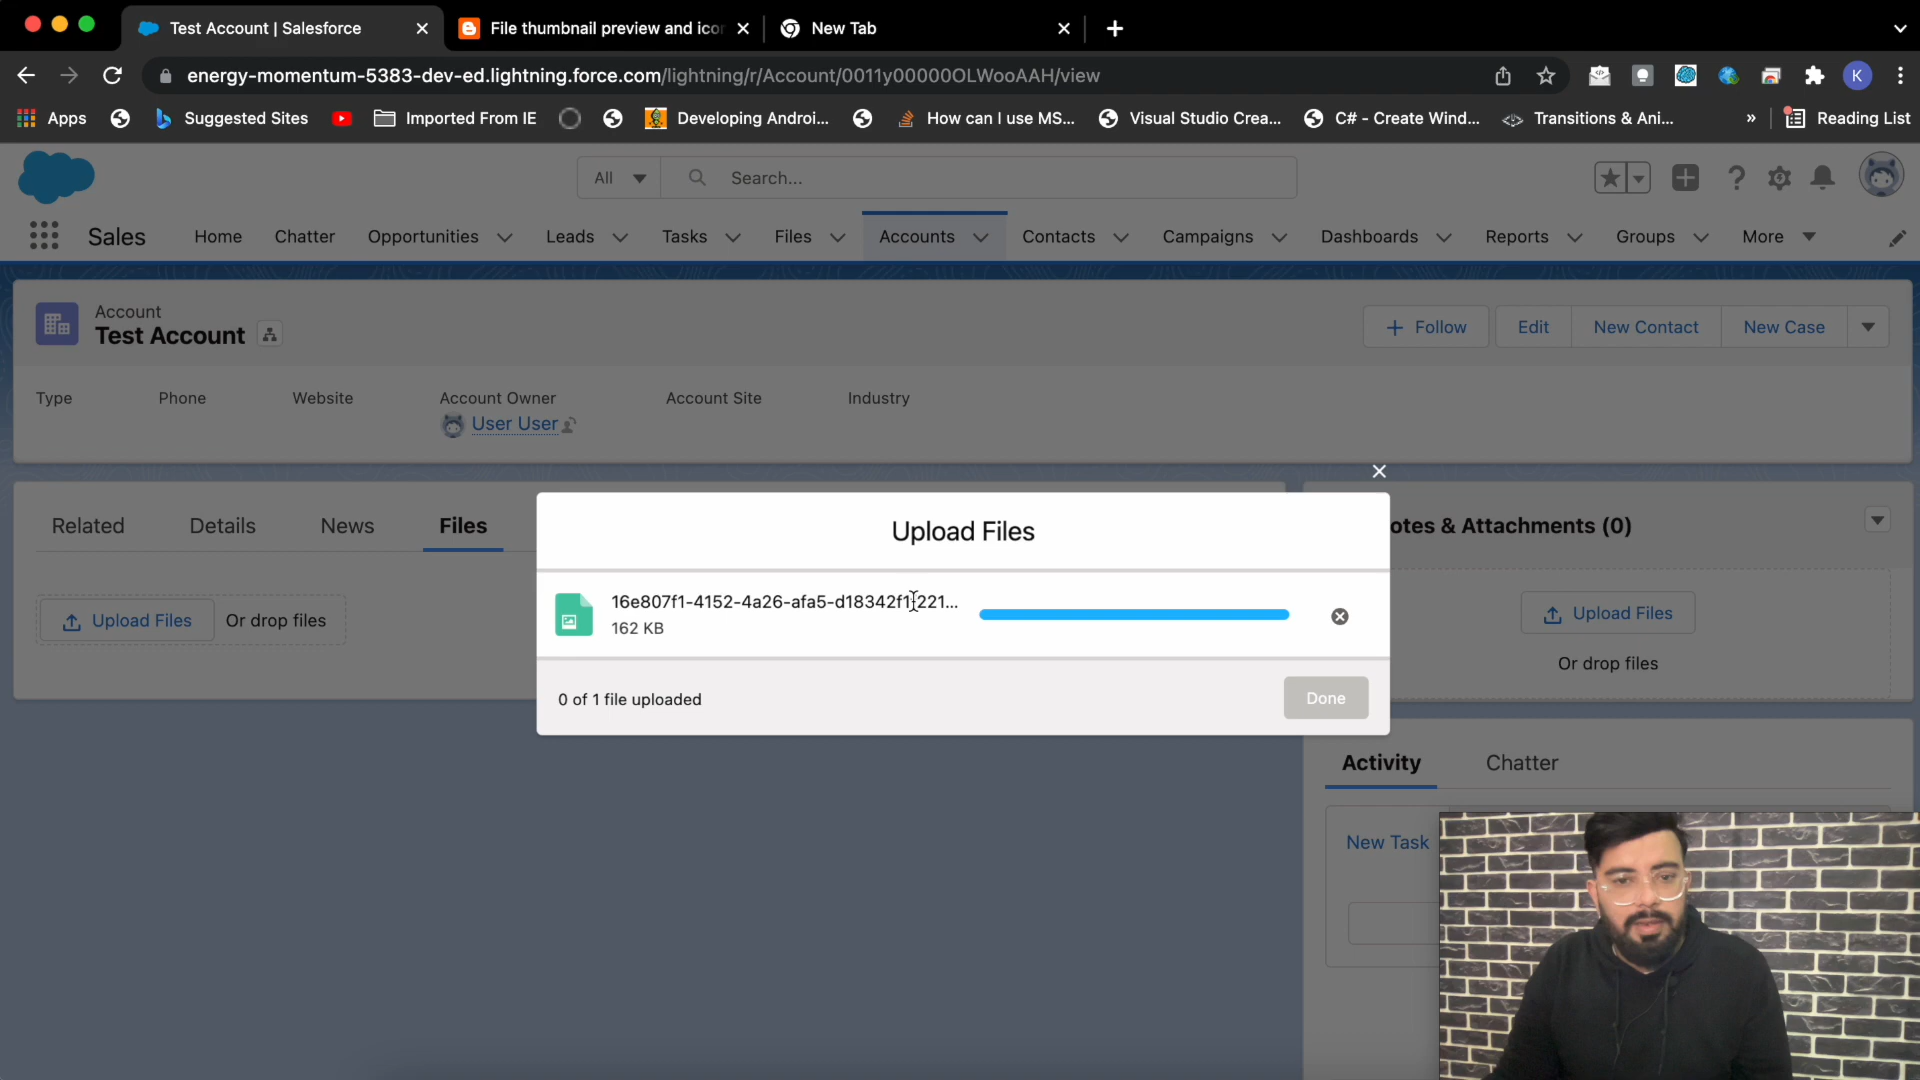 Test Account | Salesforce
File thumbnail preview and icon
New Tab
energy-momentum-5383-dev-ed.lightning.force.com/lightning/r/Account/0011y00000OLWooAAH/view
K
Apps
Suggested Sites
Imported From IE
Developing Androi...
How can I use MS...
Visual Studio Crea...
C# - Create Wind...
Transitions & Ani...
»
Reading List
All
Search...
Sales
Home
Chatter
Opportunities
Leads
Tasks
Files
Accounts
Contacts
Campaigns
Dashboards
Reports
Groups
More
Account
Test Account
+ Follow
Edit
New Contact
New Case
Type
Phone
Website
Account Owner
Account Site
Industry
User User
Related
Details
News
Files
Upload Files
Or drop files
Upload Files
16e807f1-4152-4a26-afa5-d18342f1221...
162 KB
0 of 1 file uploaded
Done
otes & Attachments (0)
Upload Files
Or drop files
Activity
Chatter
New Task